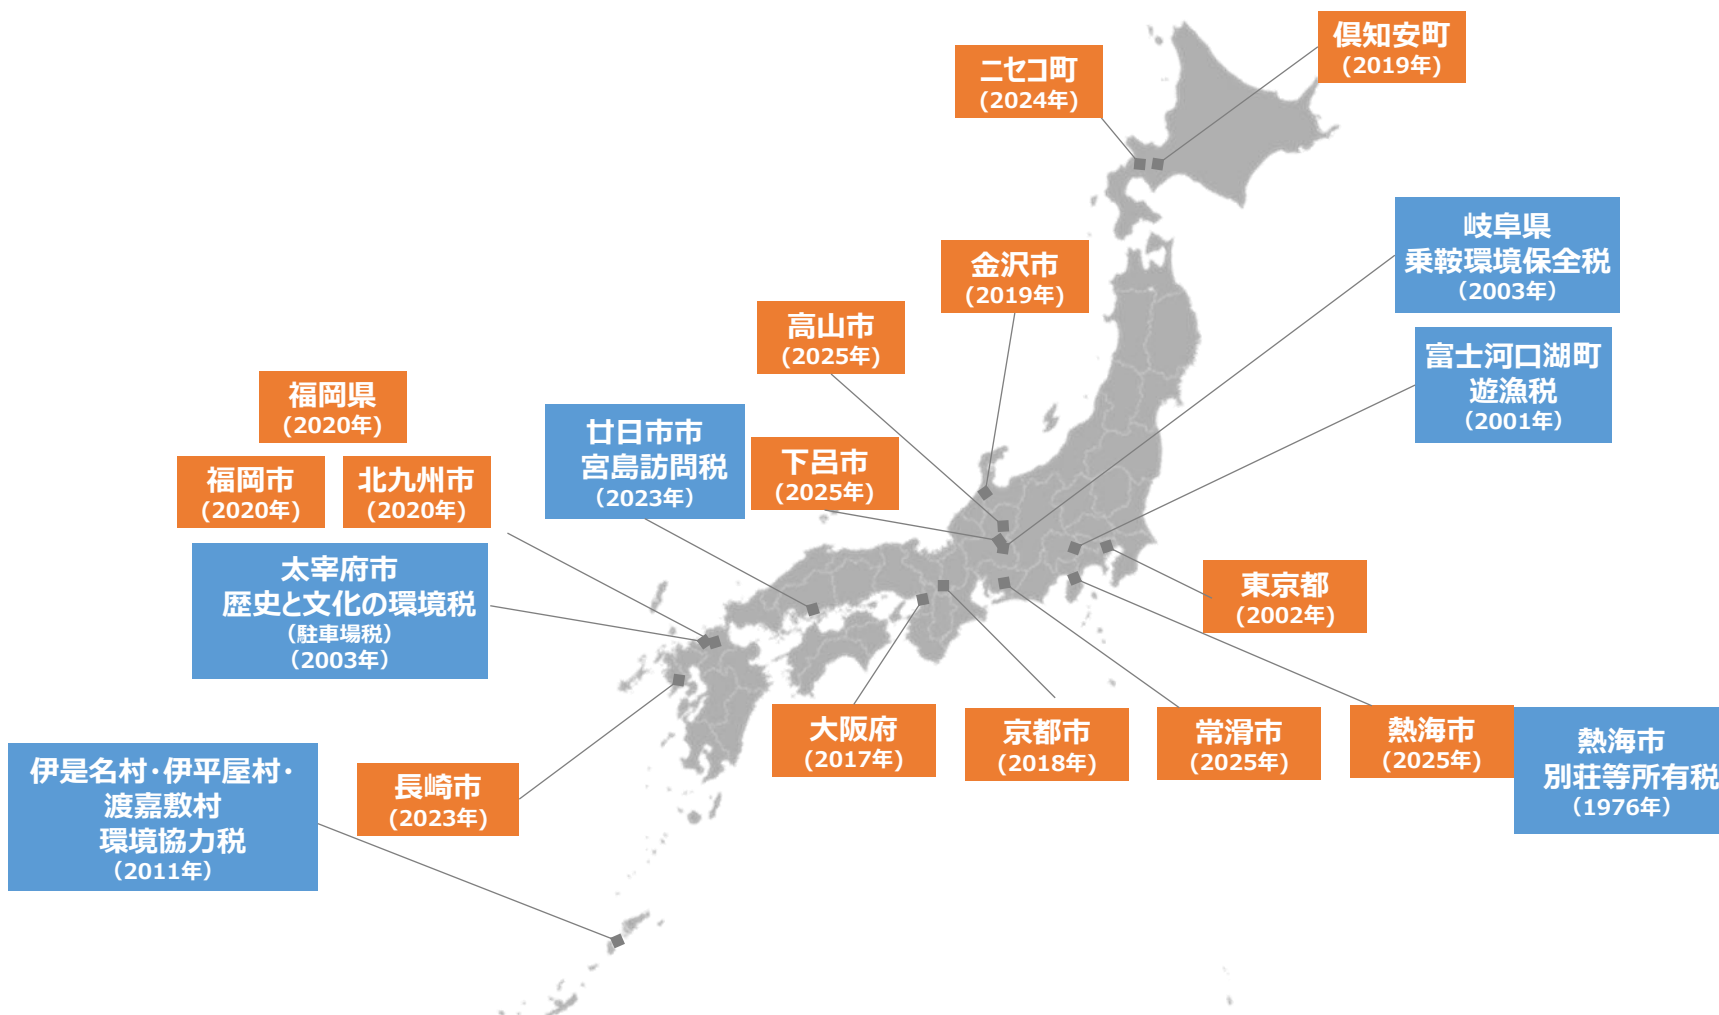 倶知安町
（2019年）
ニセコ町
（2024年）
岐阜県
乗鞍環境保全税
（2003年）
金沢市
（2019年）
高山市
（2025年）
富士河口湖町
遊漁税
（2001年）
福岡県
（2020年）
廿日市市
宮島訪問税
（2023年）
下呂市
（2025年）
福岡市
（2020年）
北九州市
（2020年）
太宰府市
歴史と文化の環境税
（駐車場税）
（2003年）
東京都
（2002年）
大阪府
（2017年）
京都市
（2018年）
常滑市
（2025年）
熱海市
（2025年）
熱海市
別荘等所有税
（1976年）
伊是名村・伊平屋村・
渡嘉敷村
環境協力税
（2011年）
長崎市
（2023年）